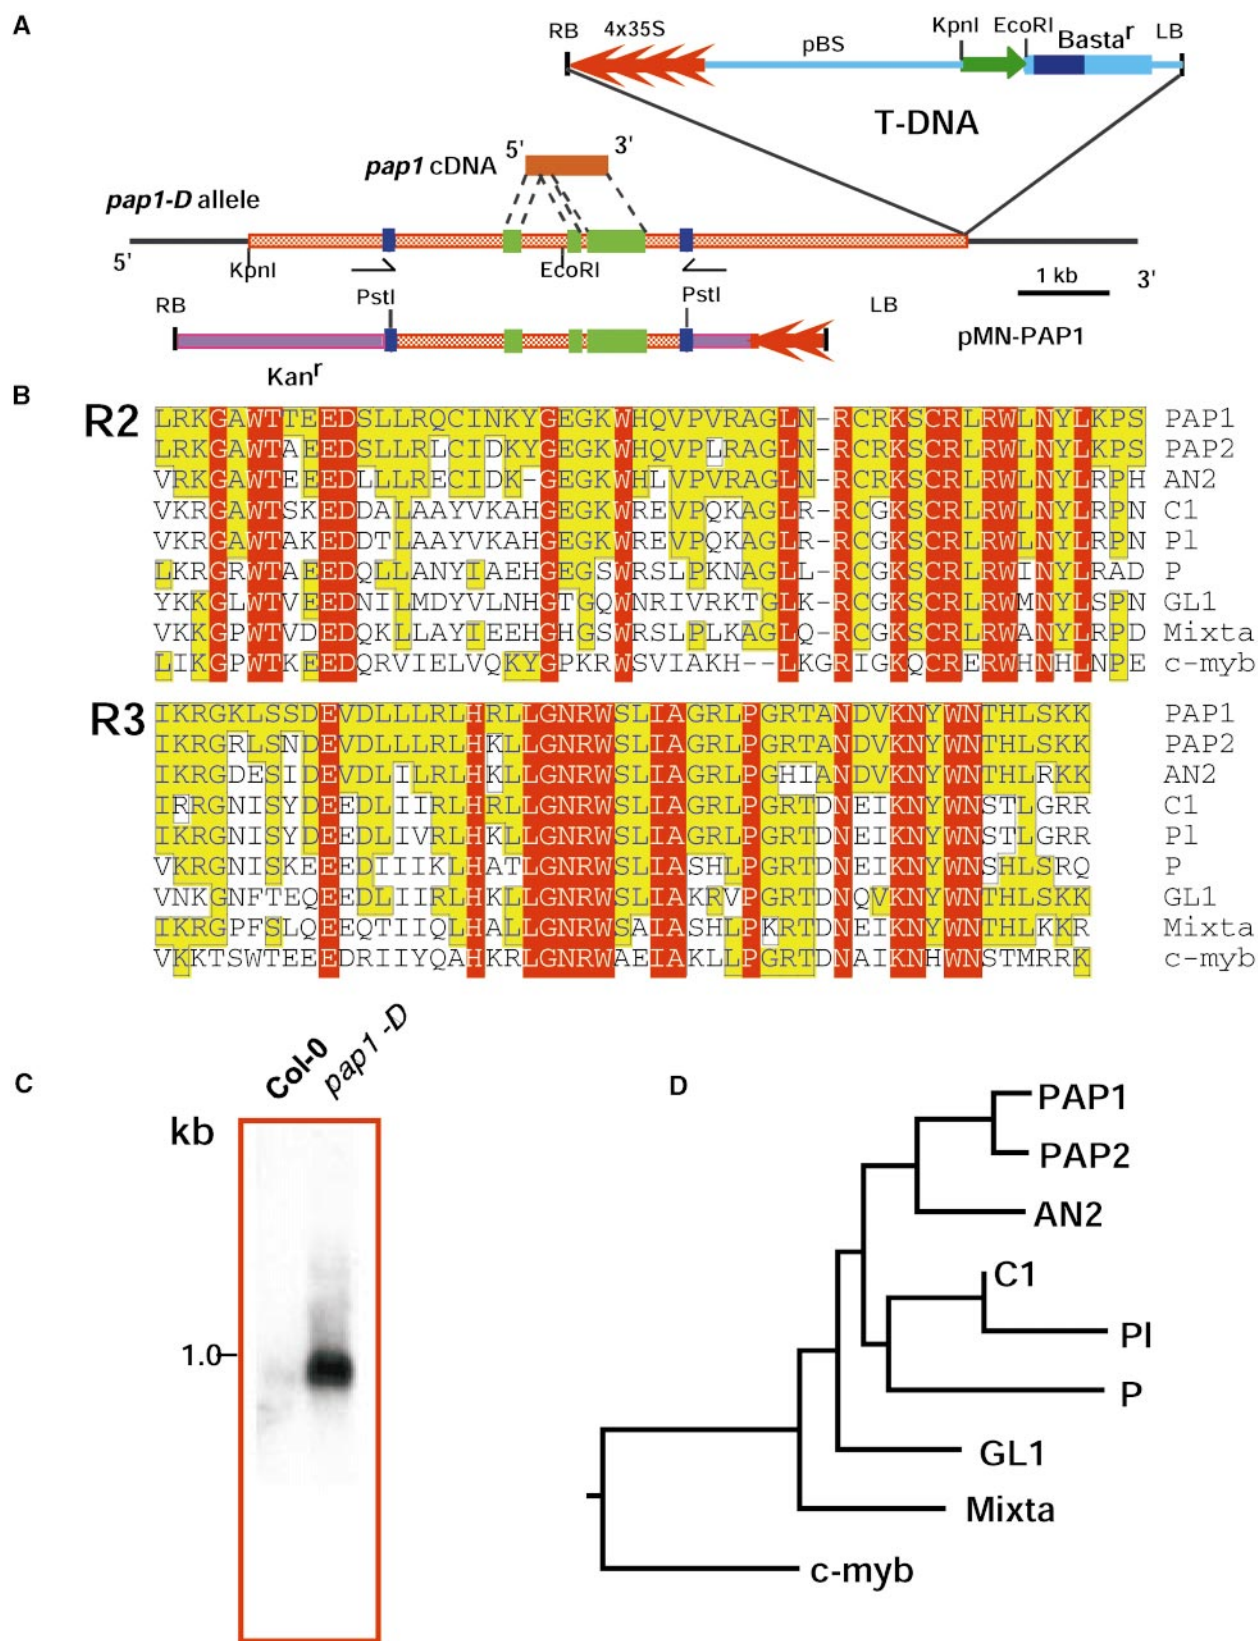 A
RB 4x35S pBS KpnI EcoRI Basta^r LB
T-DNA
5' 3'
pap1 cDNA
pap1-D allele
5' KpnI EcoRI 1 kb 3'
RB PstI PstI LB
pMN-PAP1
Kan^r
B
R2
LRKGAWTTEEDSLLRQCINKYGEGKWHQVPVRAGLN-RCRKSCRLRWLNYLKPS PAP1
LRKGAWTAEEDSLLRLCIDKYGEGKWHQVPLRAGLN-RCRKSCRLRWLNYLKPS PAP2
VRKGAWTEEEDLLLRECIDK-GEGKWHLVPVRAGLN-RCRKSCRLRWLNYLRPH AN2
VKRGAWTSKEDDALAAYVKAHGEGKWREVPQKAGLR-RCGKSCRLRWLNYLRPN C1
VKRGAWTAKEDDTLAAYVKAHGEGKWREVPQKAGLR-RCGKSCRLRWLNYLRPN Pl
LKRGRWTAEEDQLLANYIAEHGEGSWRSLPKNAGLL-RCGKSCRLRWINYLRAD P
YKKGLWTVEEDNILMDYVLNHGTGQWNRIVRKTGLK-RCGKSCRLRWMNYLSPN GL1
VKKGPWTVDEDQKLLAYIEEHGHGSWRSLPLKAGLQ-RCGKSCRLRWANYLRPD Mixta
LIKGPWTKEEDQRVIELVQKYGPKRWSVIAKH--LKGRIGKQCRERWHNHLNPE c-myb
R3
IKRGKLSSDEVDLLLRLHRLLGNRWSLIAGRLPGRTANDVKNYWNTHLSKK PAP1
IKRGRLSNDEVDLLLRLHKLLGNRWSLIAGRLPGRTANDVKNYWNTHLSKK PAP2
IKRGDESIDEVDLILRLHKLLGNRWSLIAGRLPGHIANDVKNYWNTHLRKK AN2
IRRGNISYDEEDLIIRLHRLLGNRWSLIAGRLPGRTDNEIKNYWNSTLGRR C1
IKRGNISYDEEDLIVRLHKLLGNRWSLIAGRLPGRTDNEIKNYWNSTLGRR Pl
VKRGNISKEEEDIIIKLHATLGNRWSLIASHLPGRTDNEIKNYWNSHLSRQ P
VNKGNFTEQEEDLIIRLHKLLGNRWSLIAKRVPGRTDNQVKNYWNTHLSKK GL1
IKRGPFSLQEEQTIIQLHALLGNRWSAIASHLPKRTDNEIKNYWNTHLKKR Mixta
VKKTSWTEEEDRIIYQAHKRLGNRWAEIAKLLPGRTDNAIKNHWNSTMRRK c-myb
C
Col-0
pap1-D
kb
1.0
D
PAP1
PAP2
AN2
C1
Pl
P
GL1
Mixta
c-myb